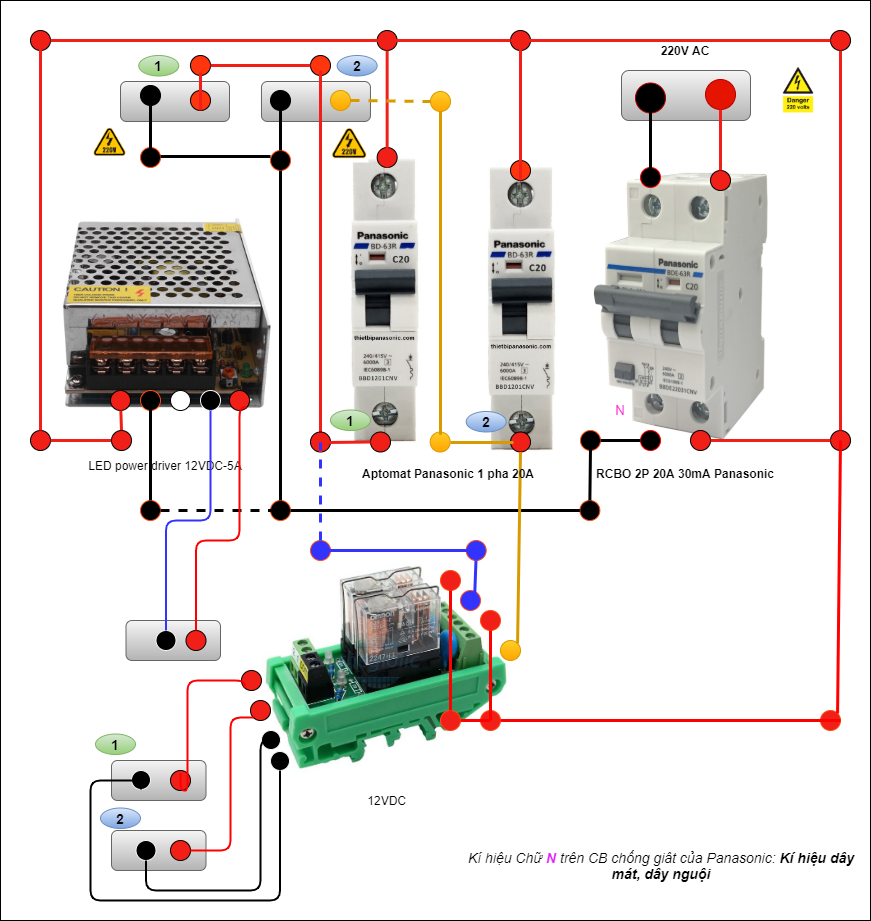 220V AC
1
2
Danger
220 volts
220V
220V
Panasonic
BD-63R
C20
thietbipanasonic.com
240/415V~
6000A 3
IEC60898-1
BBD1201CNV
Panasonic
BD-63R
C20
thietbipanasonic.com
240/415V~
6000A 3
IEC60898-1
BBD1201CNV
Panasonic
BDE-63R
C20
240V~
6000A
BBDE22031CNV
CAUTION !
1
2
N
LED power driver 12VDC-5A
Aptomat Panasonic 1 pha 20A
RCBO 2P 20A 30mA Panasonic
1
2
12VDC
Kí hiệu Chữ N trên CB chống giật của Panasonic: Kí hiệu dây
mát, dây nguội